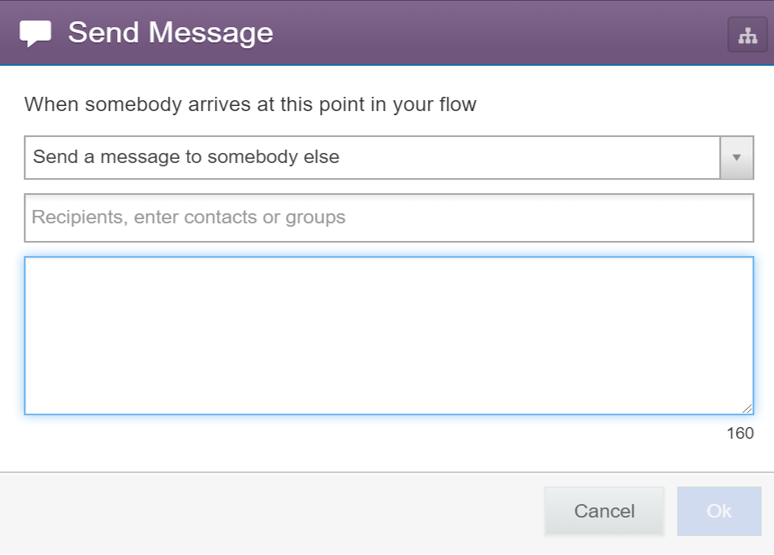 Send Message
When somebody arrives at this point in your flow
Send a message to somebody else
Recipients, enter contacts or groups
160
Cancel
Ok